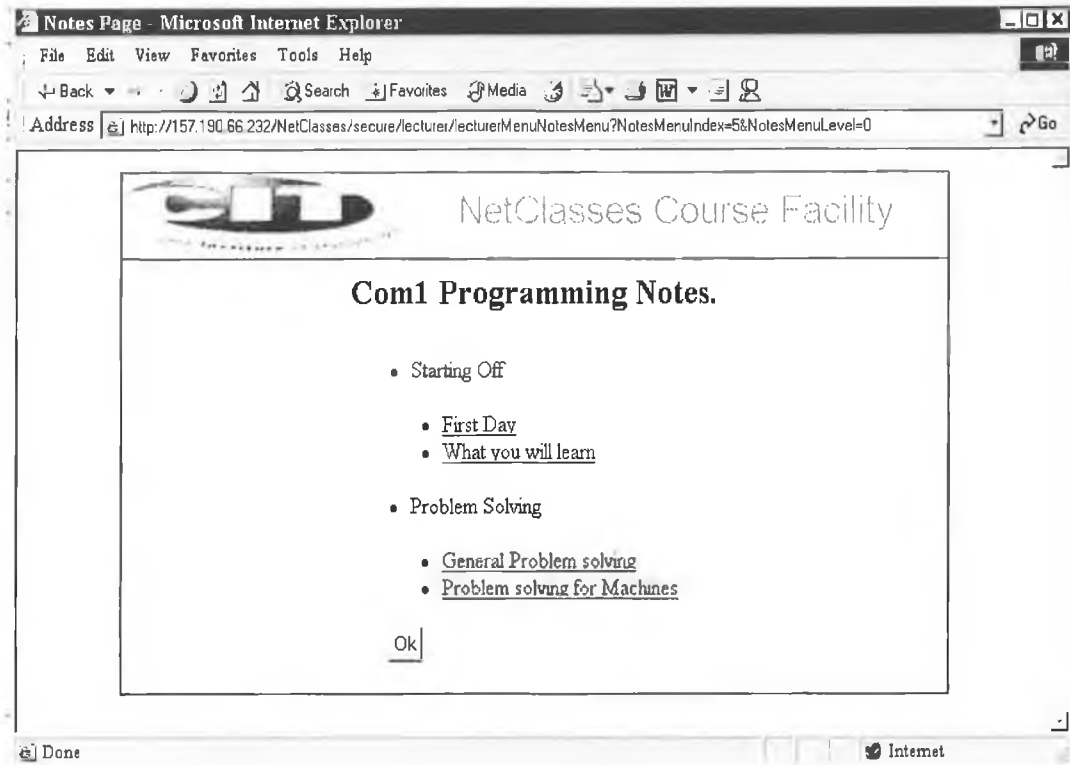 Notes Page - Microsoft Internet Explorer
File Edit View Favorites Tools Help
Back Search Favorites Media
Address http://157.190.66.232/NetClasses/secure/lecturer/lecturerMenuNotesMenu?NotesMenuIndex=5&NotesMenuLevel=0 Go
CIT NetClasses Course Facility
Com1 Programming Notes.
• Starting Off
• First Day
• What you will learn
• Problem Solving
• General Problem solving
• Problem solving for Machines
Ok
Done Internet